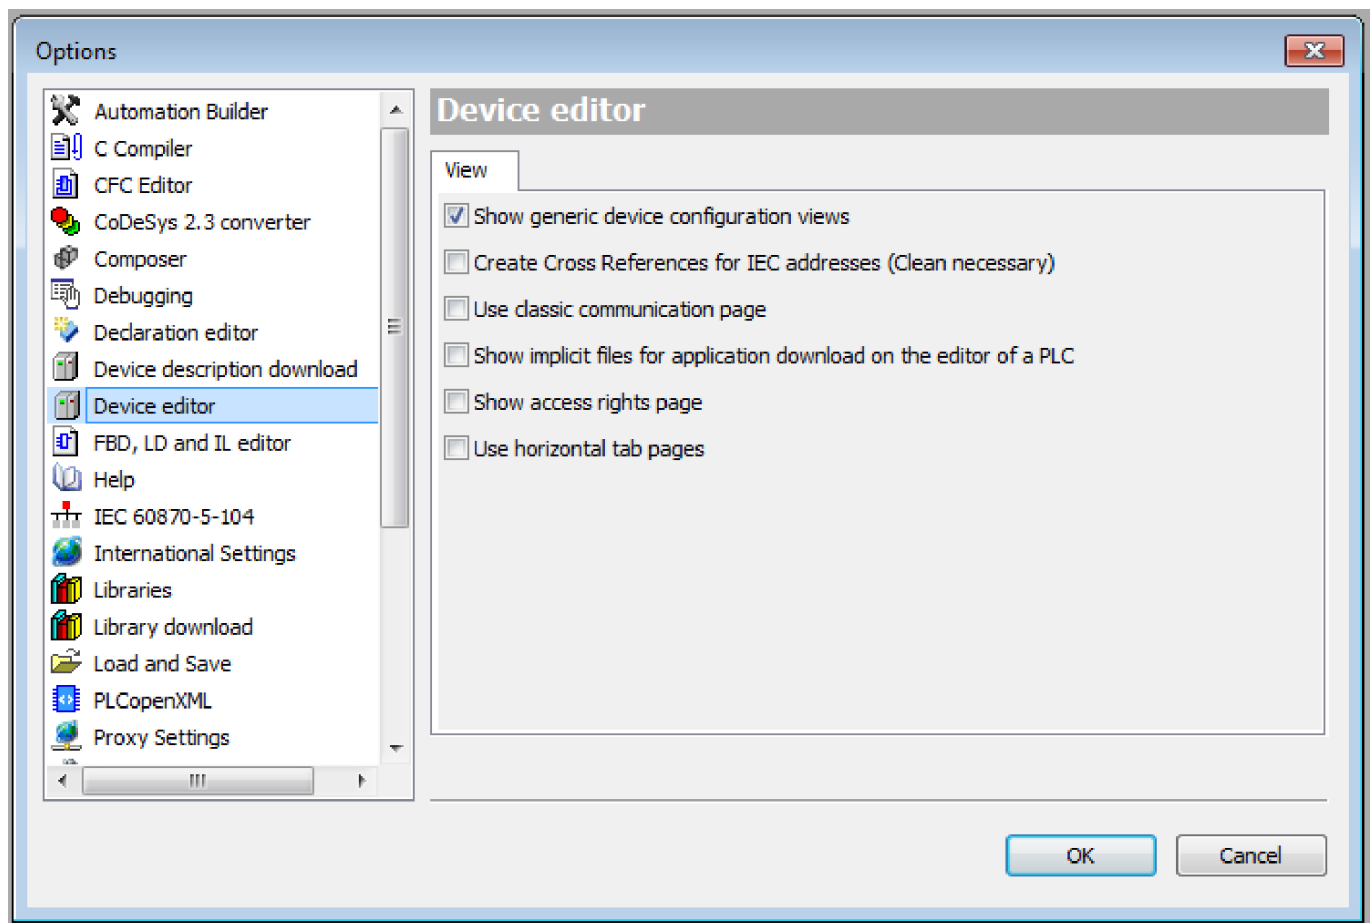 Options
Automation Builder
C Compiler
CFC Editor
CoDeSys 2.3 converter
Composer
Debugging
Declaration editor
Device description download
Device editor
FBD, LD and IL editor
Help
IEC 60870-5-104
International Settings
Libraries
Library download
Load and Save
PLCopenXML
Proxy Settings
Device editor
View
Show generic device configuration views
Create Cross References for IEC addresses (Clean necessary)
Use classic communication page
Show implicit files for application download on the editor of a PLC
Show access rights page
Use horizontal tab pages
OK
Cancel